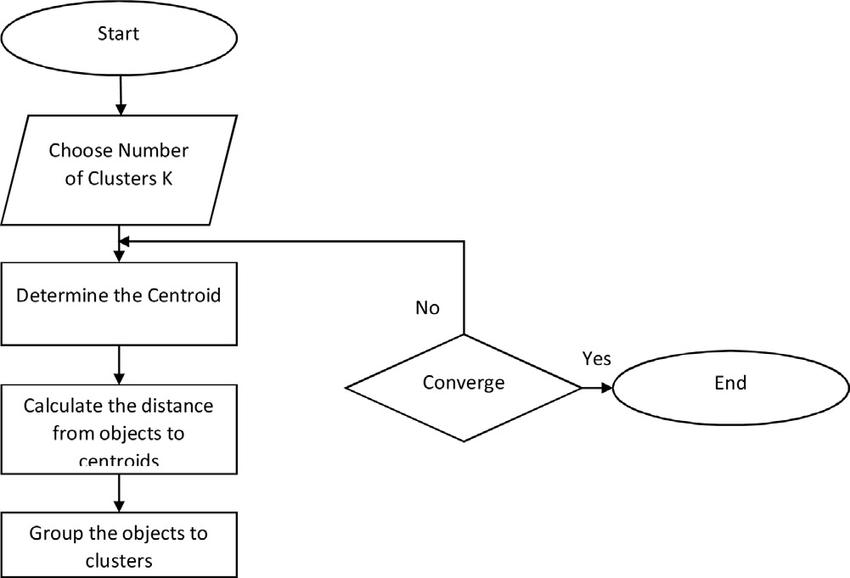 Start
Choose Number
of Clusters K
Determine the Centroid
Calculate the distance
from objects to
centroids
Group the objects to
clusters
No
Converge
Yes
End